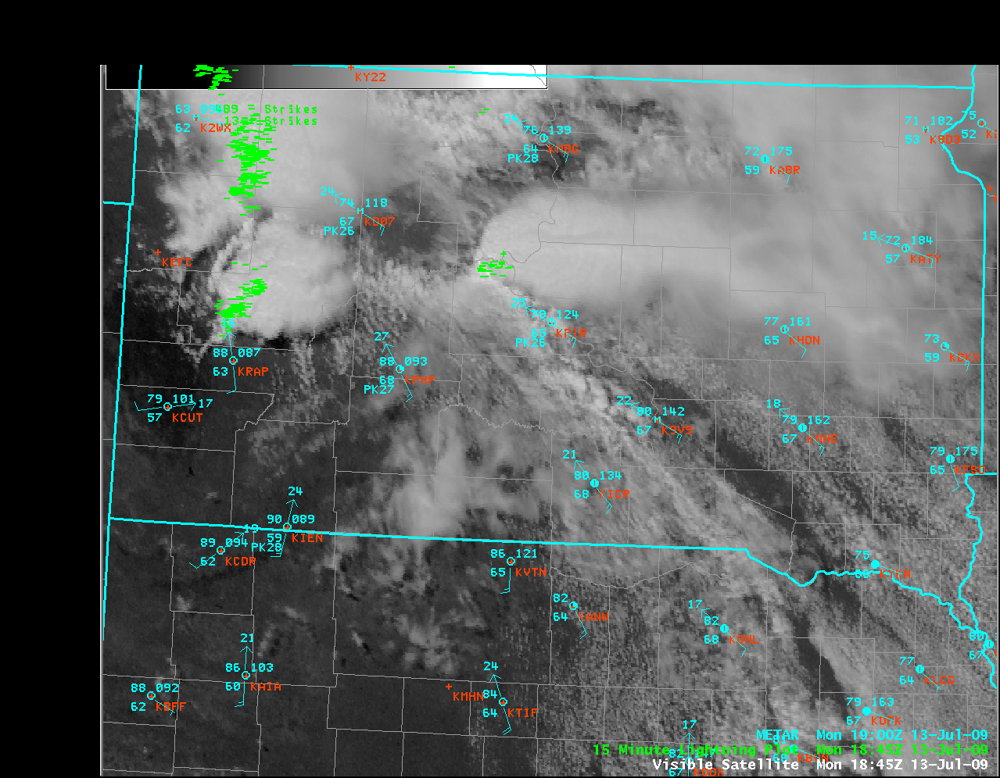 KY22
63 09
62 K2WX
89 = Strikes
= Strikes
24
76 139
64
PK28
71 182
53
75
52
72 175
59 KABR
24
74 118
67 KD07
PK26
KEFC
15
72 184
57 KATY
16
88 087
63 KRAP
27
88 093
68 KPHP
PK27
25
124
65 KPIR
PK26
77 161
65 KHON
73
59 KBKX
79 101 17
57 KCUT
22
80 142
67 K9V9
18
79 162
67 KMHE
21
80 134
68 KICR
79 175
65 KFSD
24
90 089
59 KIEN
PK28
89 094 19
62 KCDR
86 121
65 KVTN
75
KYKN
82
64 KANW
17
82
68 KONL
21
86 103
60 KAIA
88 092
62 KBFF
KMHN
24
84
64 KTIF
77
64
79 163
67 KOFK
80
67
17
METAR Mon 19:00Z 13-Jul-09
15 Minute Lightning Plot Mon 18:45Z 13-Jul-09
Visible Satellite Mon 18:45Z 13-Jul-09